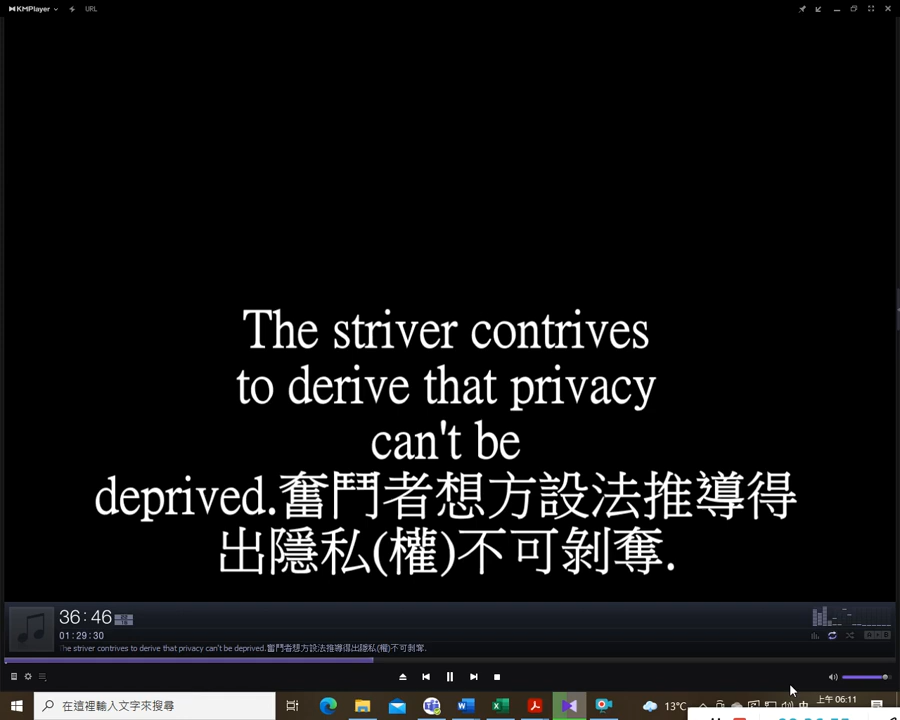 KMPlayer
URL
The striver contrives
to derive that privacy
can't be
deprived.奮鬥者想方設法推導得
出隱私(權)不可剝奪.
36:46
01:29:30
The striver contrives to derive that privacy can't be deprived.奮鬥者想方設法推導得出隱私(權)不可剝奪.
在這裡輸入文字來搜尋
13°C
中
上午 06:11